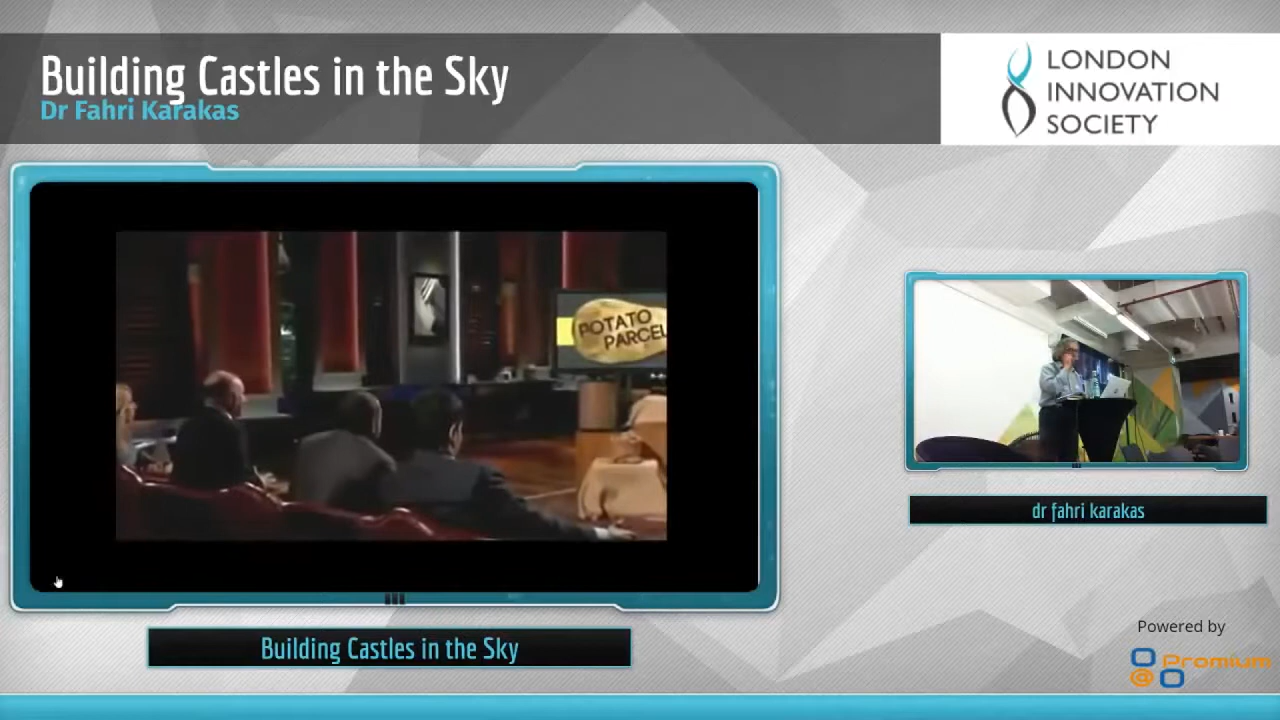 Building Castles in the Sky
Dr Fahri Karakas
LONDON
INNOVATION
SOCIETY
POTATO
PARCEL
dr fahri karakas
Building Castles in the Sky
Powered by
Promium